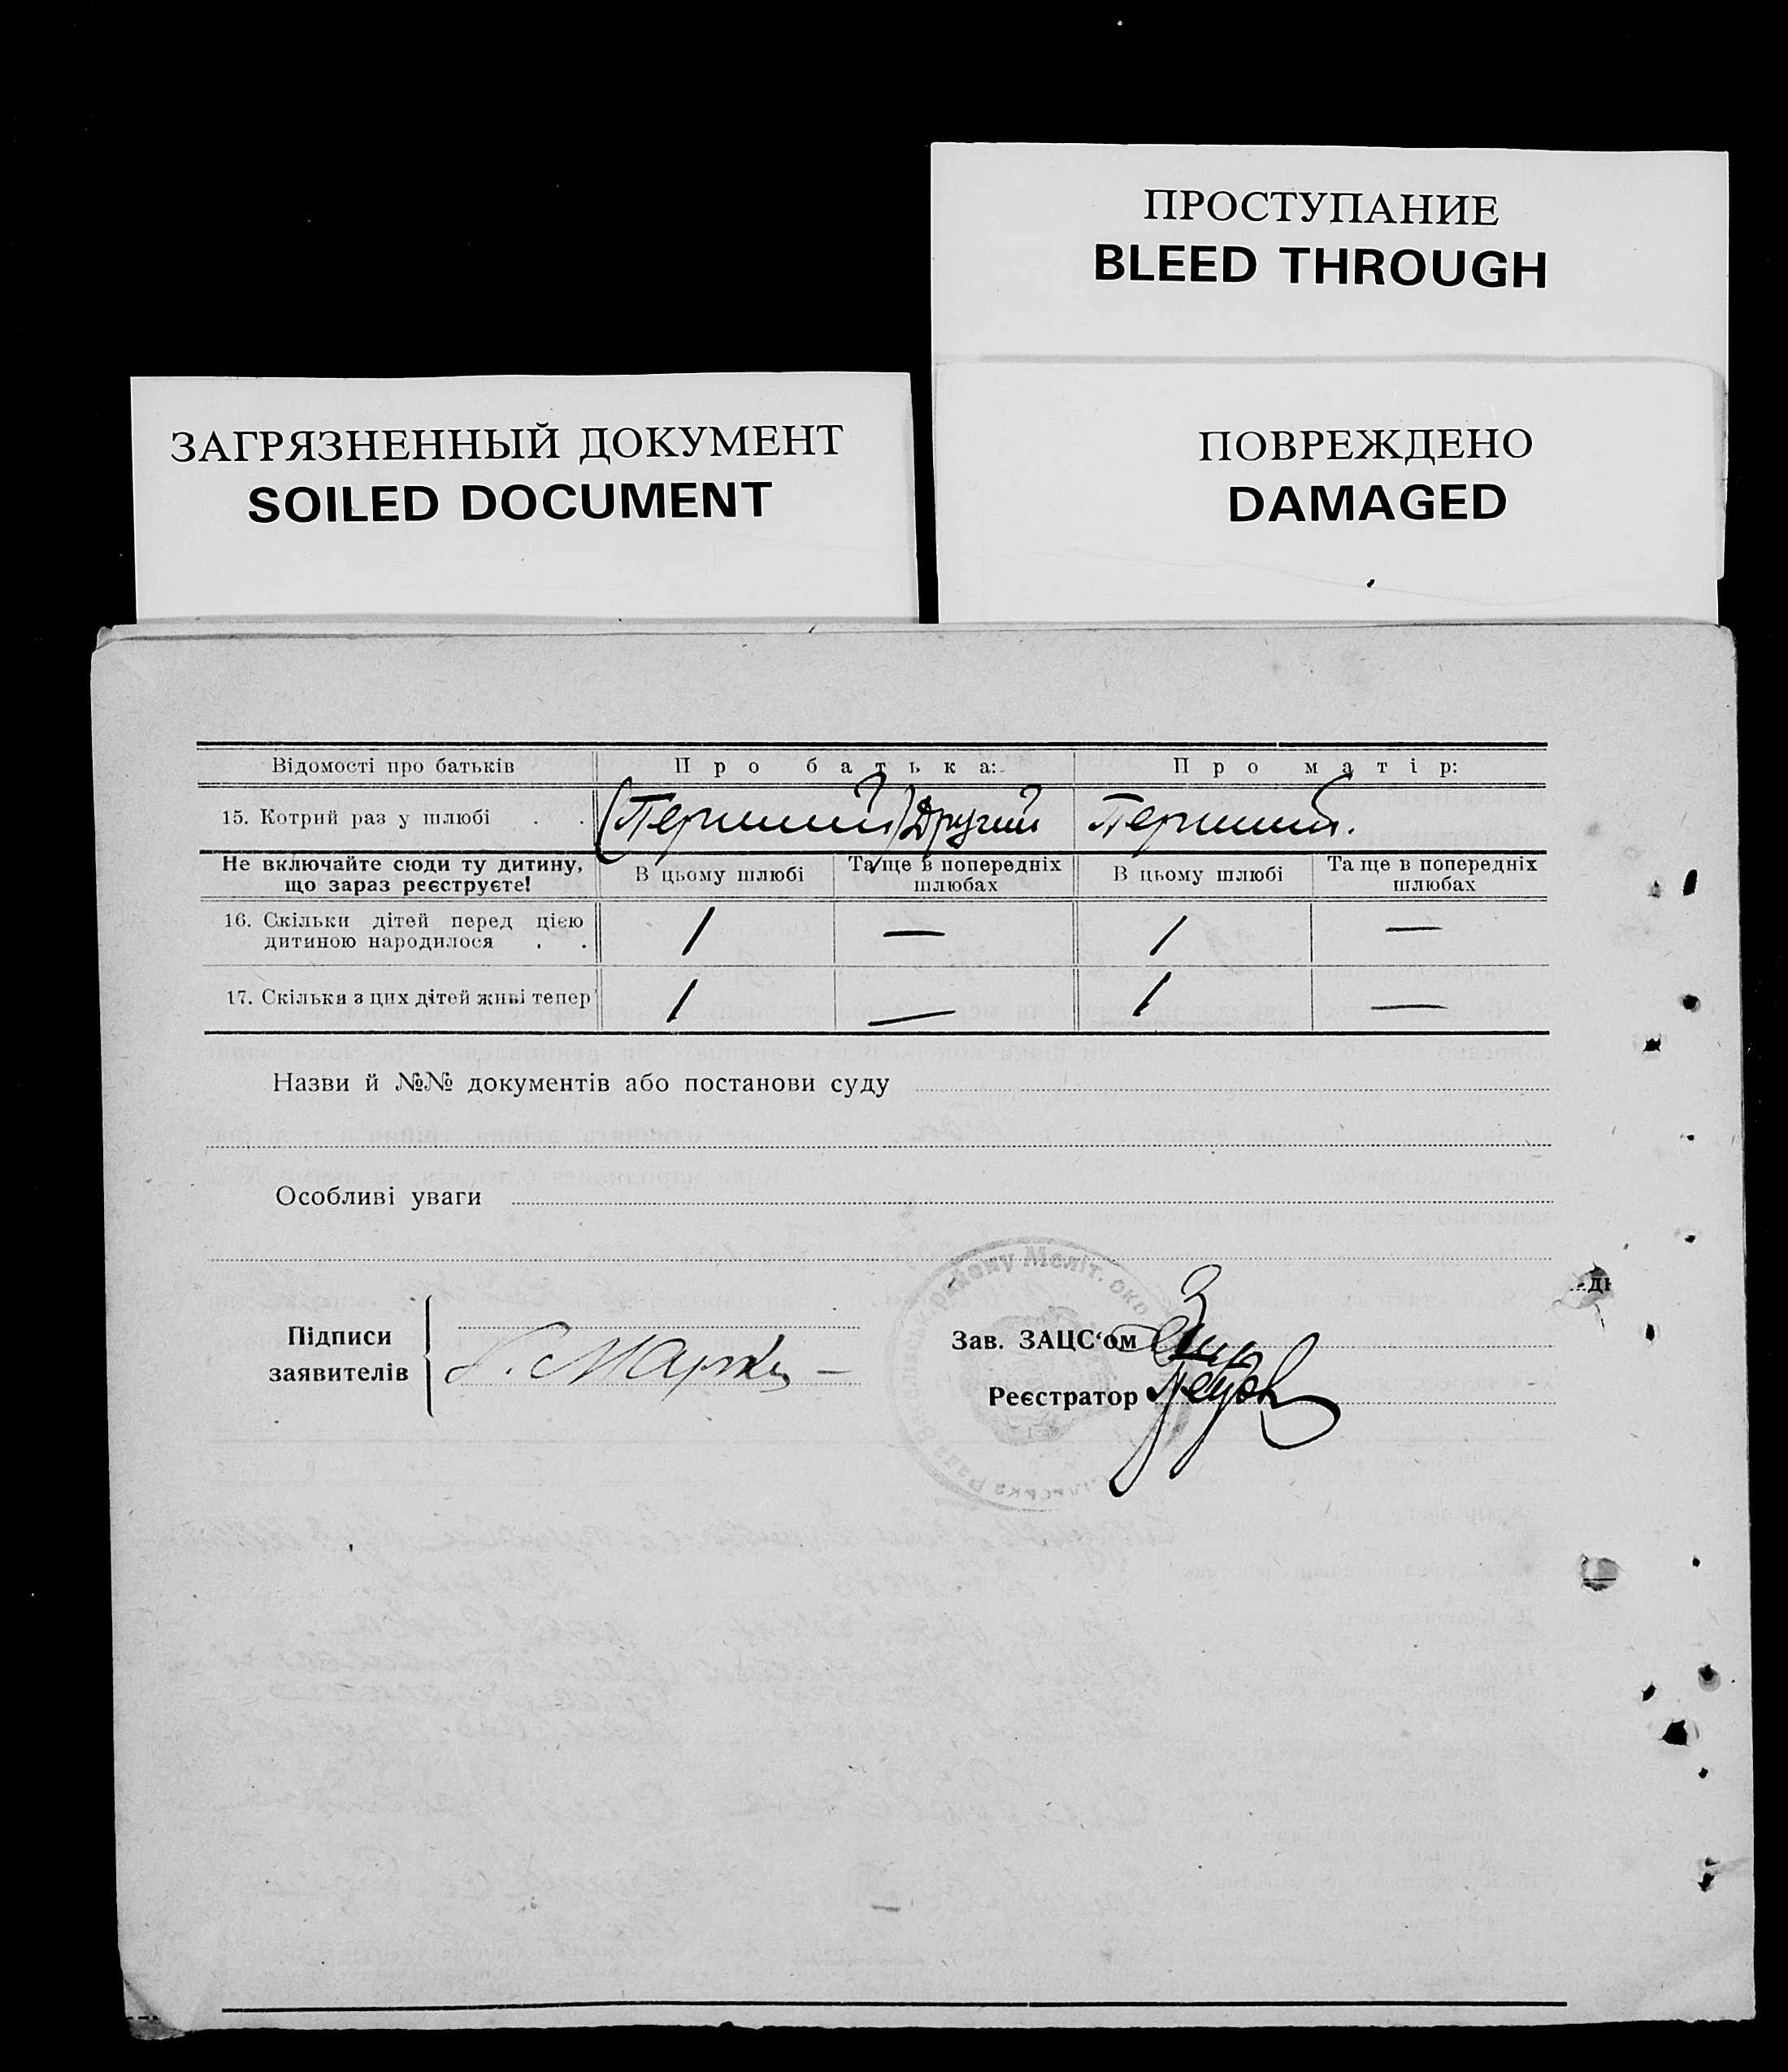 ПРОСТУПАНИЕ
BLEED THROUGH
ЗАГРЯЗНЕННЫЙ ДОКУМЕНТ
SOILED DOCUMENT
ПОВРЕЖДЕНО
DAMAGED
Відомості про батьків Про батька: Про матір:
15. Котрий раз у шлюбі . . (Перший) Другий Перший.
Не включайте сюди ту дитину, що зараз реєструєте! В цьому шлюбі Та ще в попередніх шлюбах В цьому шлюбі Та ще в попередніх шлюбах
16. Скільки дітей перед цією
дитиною народилося . . 1 — 1 —
17. Скільки з цих дітей живі тепер 1 — 1 —
Назви й №№ документів або постанови суду
Особливі уваги
Підписи
заявителів
Зав. ЗАЦС‘ом
Реєстратор